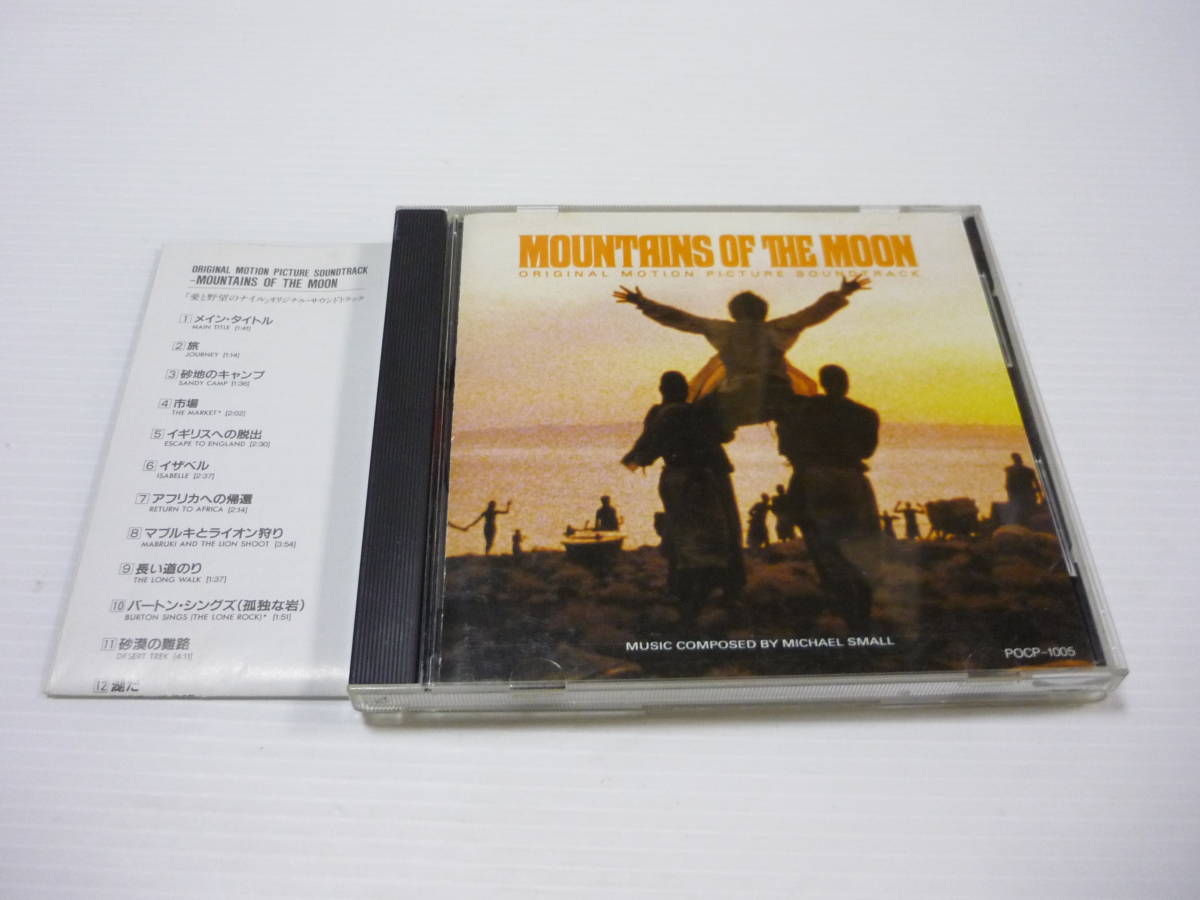 ORIGINAL MOTION PICTURE SOUNDTRACK
-MOUNTAINS OF THE MOON
「愛と野望のナイル」オリジナル・サウンドトラック
1 メイン・タイトル
MAIN TITLE [1:41]
2 旅
JOURNEY [1:14]
3 砂地のキャンプ
SANDY CAMP [1:36]
4 市場
THE MARKET* [2:02]
5 イギリスへの脱出
ESCAPE TO ENGLAND [2:30]
6 イザベル
ISABELLE [2:37]
7 アフリカへの帰還
RETURN TO AFRICA [2:14]
8 マブルキとライオン狩り
MABRUKI AND THE LION SHOOT [3:54]
9 長い道のり
THE LONG WALK [1:37]
10 バートン・シングズ(孤独な岩)
BURTON SINGS (THE LONE ROCK)* [1:51]
11 砂漠の難路
DESERT TREK [4:11]
12 湖だ
MOUNTAINS OF THE MOON
ORIGINAL MOTION PICTURE SOUNDTRACK
MUSIC COMPOSED BY MICHAEL SMALL
POCP-1005